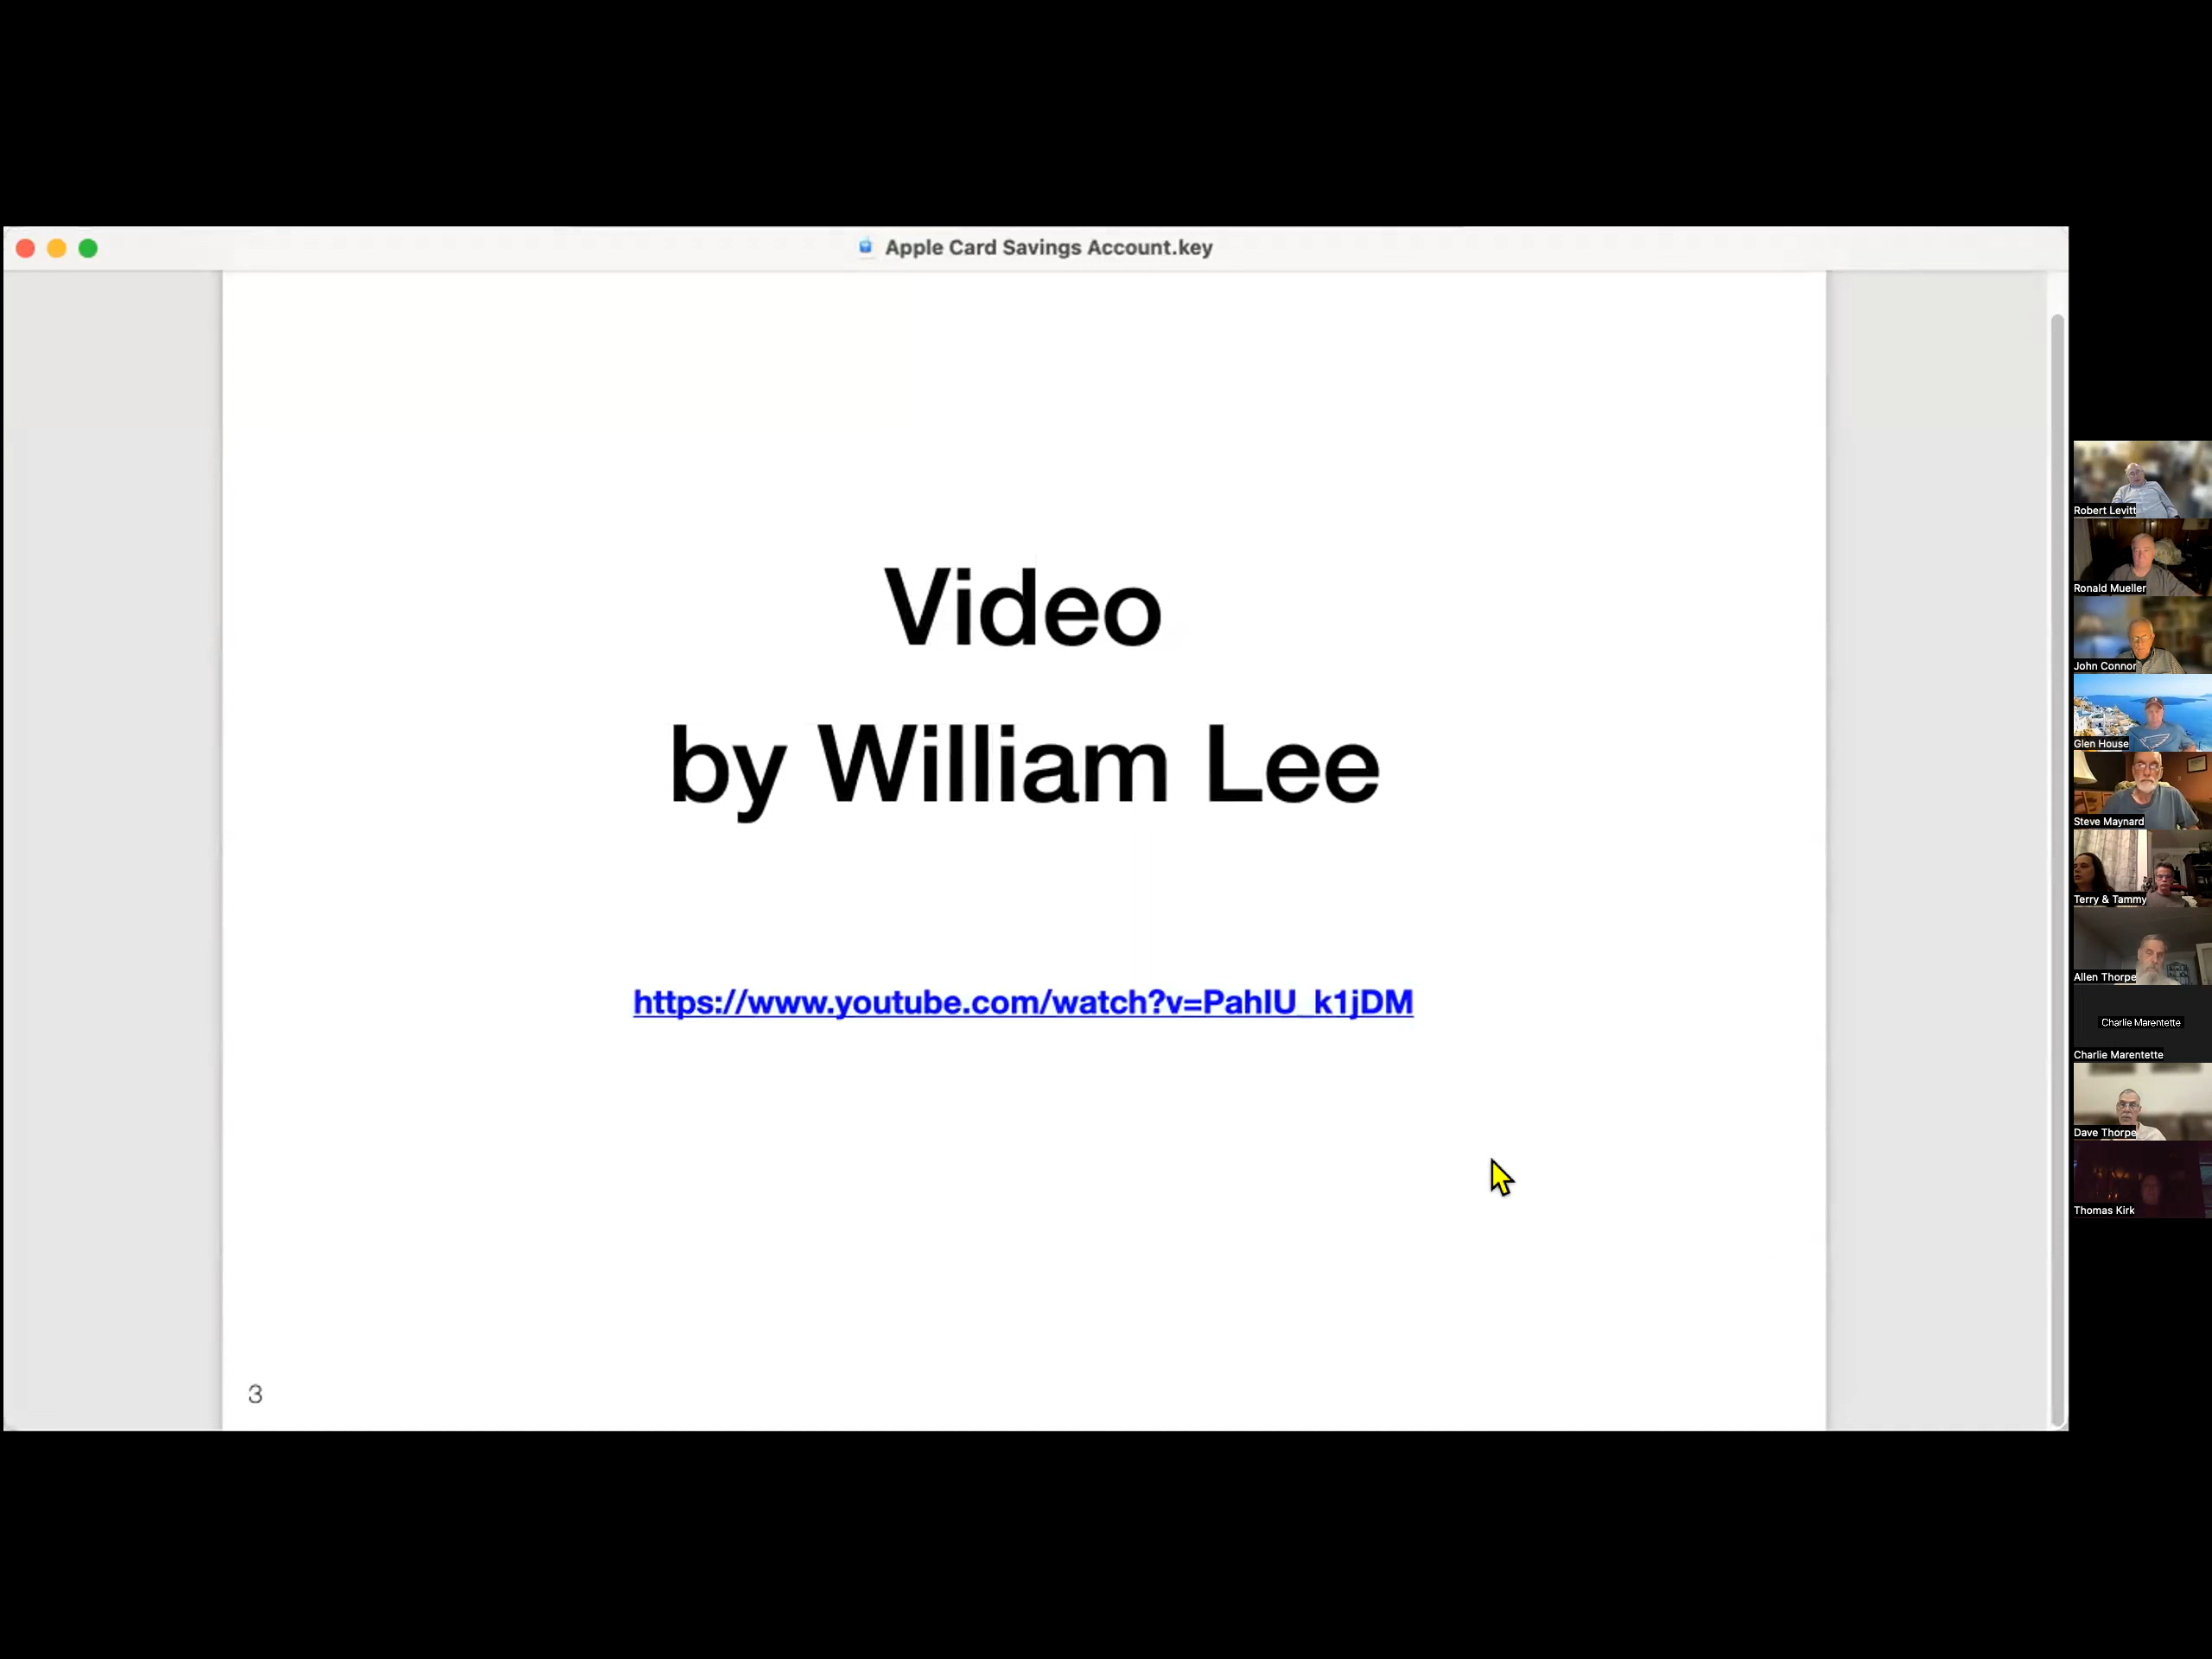 Apple Card Savings Account.key
Video
by William Lee
https://www.youtube.com/watch?v=PahIU_k1jDM
3
Robert Levitt
Ronald Mueller
John Connor
Glen House
Steve Maynard
Terry & Tammy
Allen Thorpe
Charlie Marentette
Charlie Marentette
Dave Thorpe
Thomas Kirk